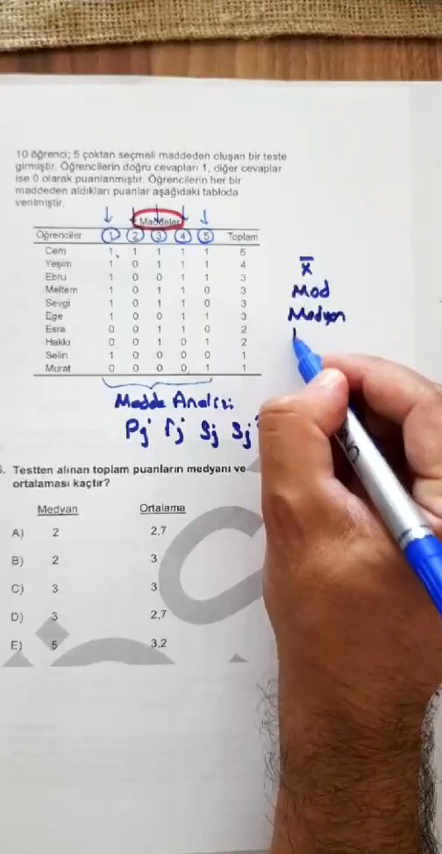 10 öğrenci; 5 çoktan seçmeli maddeden oluşan bir teste
girmiştir. Öğrencilerin doğru cevapları 1, diğer cevaplar
ise 0 olarak puanlanmıştır. Öğrencilerin her bir
maddeden aldıkları puanlar aşağıdaki tabloda
verilmiştir.
Maddeler
Öğrenciler 1 2 3 4 5 Toplam
Cem 1 1 1 1 1 5
Yeşim 1 0 1 1 1 4
Ebru 1 0 0 1 1 3
Meltem 1 0 1 1 0 3
Sevgi 1 0 1 1 0 3
Ege 1 0 0 1 1 3
Esra 0 0 1 1 0 2
Hakkı 0 0 1 0 1 2
Selin 1 0 0 0 0 1
Murat 0 0 0 0 1 1
x̄
Mod
Medyan
Madde Analizi
Pj rj Sj Sj²
Testten alınan toplam puanların medyanı ve
ortalaması kaçtır?
Medyan Ortalama
A) 2 2,7
B) 2 3
C) 3 3
D) 3 2,7
E) 5 3,2